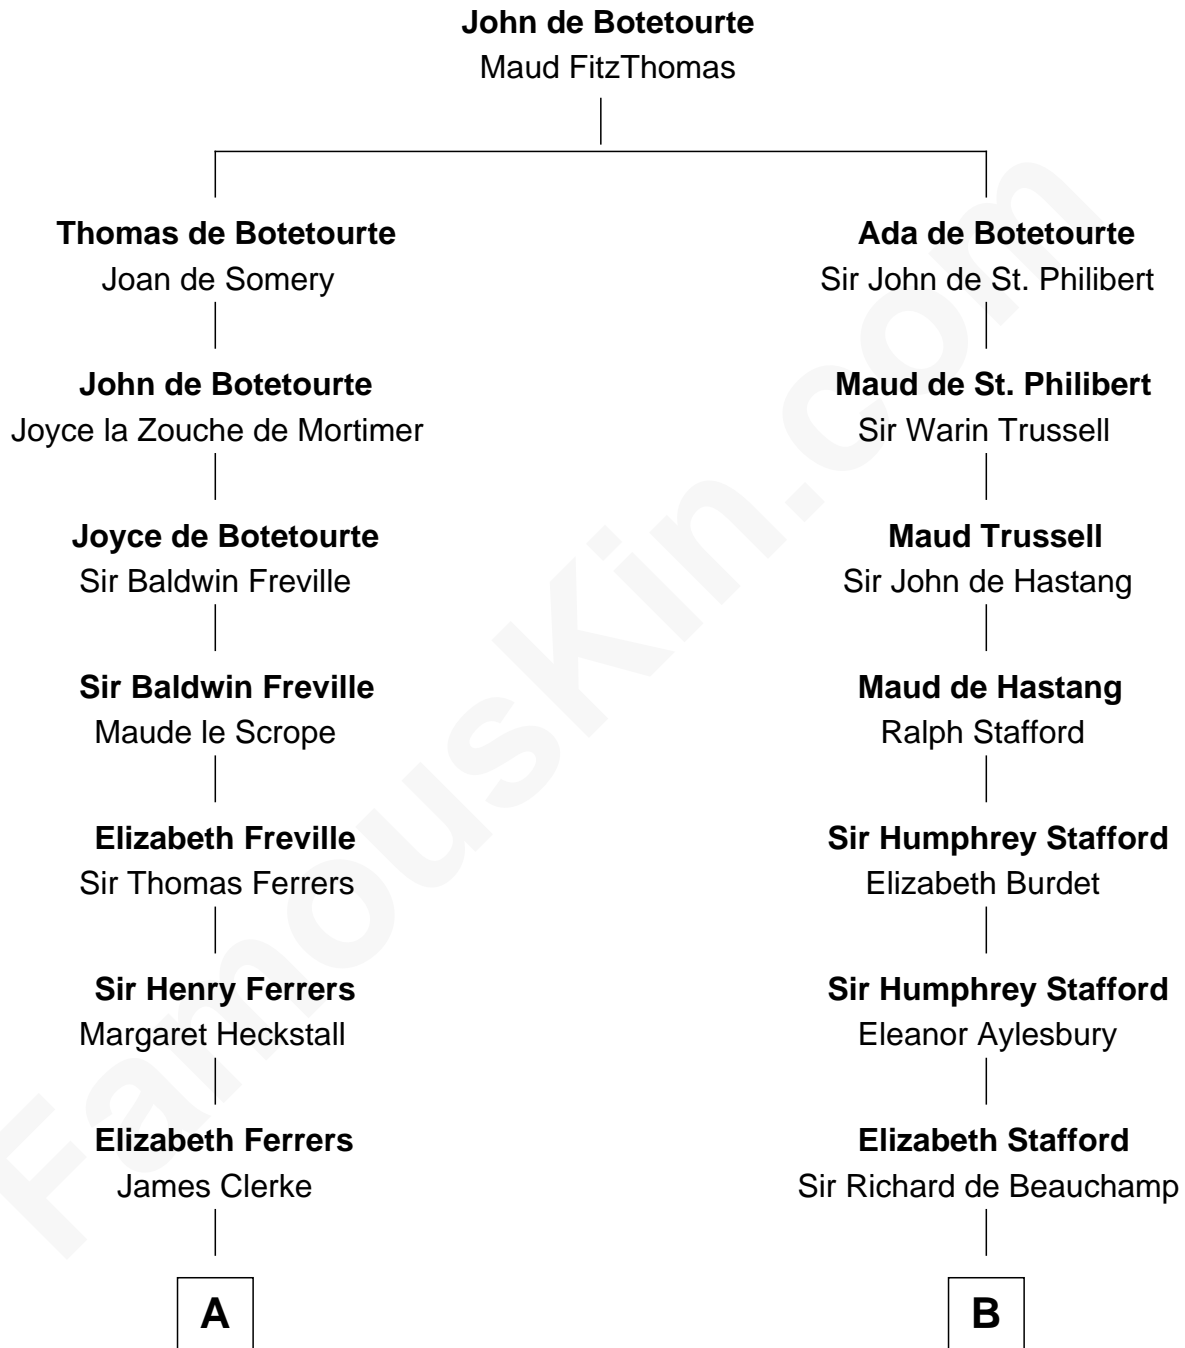 John de Botetourte
Maud FitzThomas
Thomas de Botetourte
Joan de Somery
Ada de Botetourte
Sir John de St. Philibert
John de Botetourte
Joyce la Zouche de Mortimer
Maud de St. Philibert
Sir Warin Trussell
Joyce de Botetourte
Sir Baldwin Freville
Maud Trussell
Sir John de Hastang
Sir Baldwin Freville
Maude le Scrope
Maud de Hastang
Ralph Stafford
Elizabeth Freville
Sir Thomas Ferrers
Sir Humphrey Stafford
Elizabeth Burdet
Sir Henry Ferrers
Margaret Heckstall
Sir Humphrey Stafford
Eleanor Aylesbury
Elizabeth Ferrers
James Clerke
Elizabeth Stafford
Sir Richard de Beauchamp
A
B
FamousKin.com